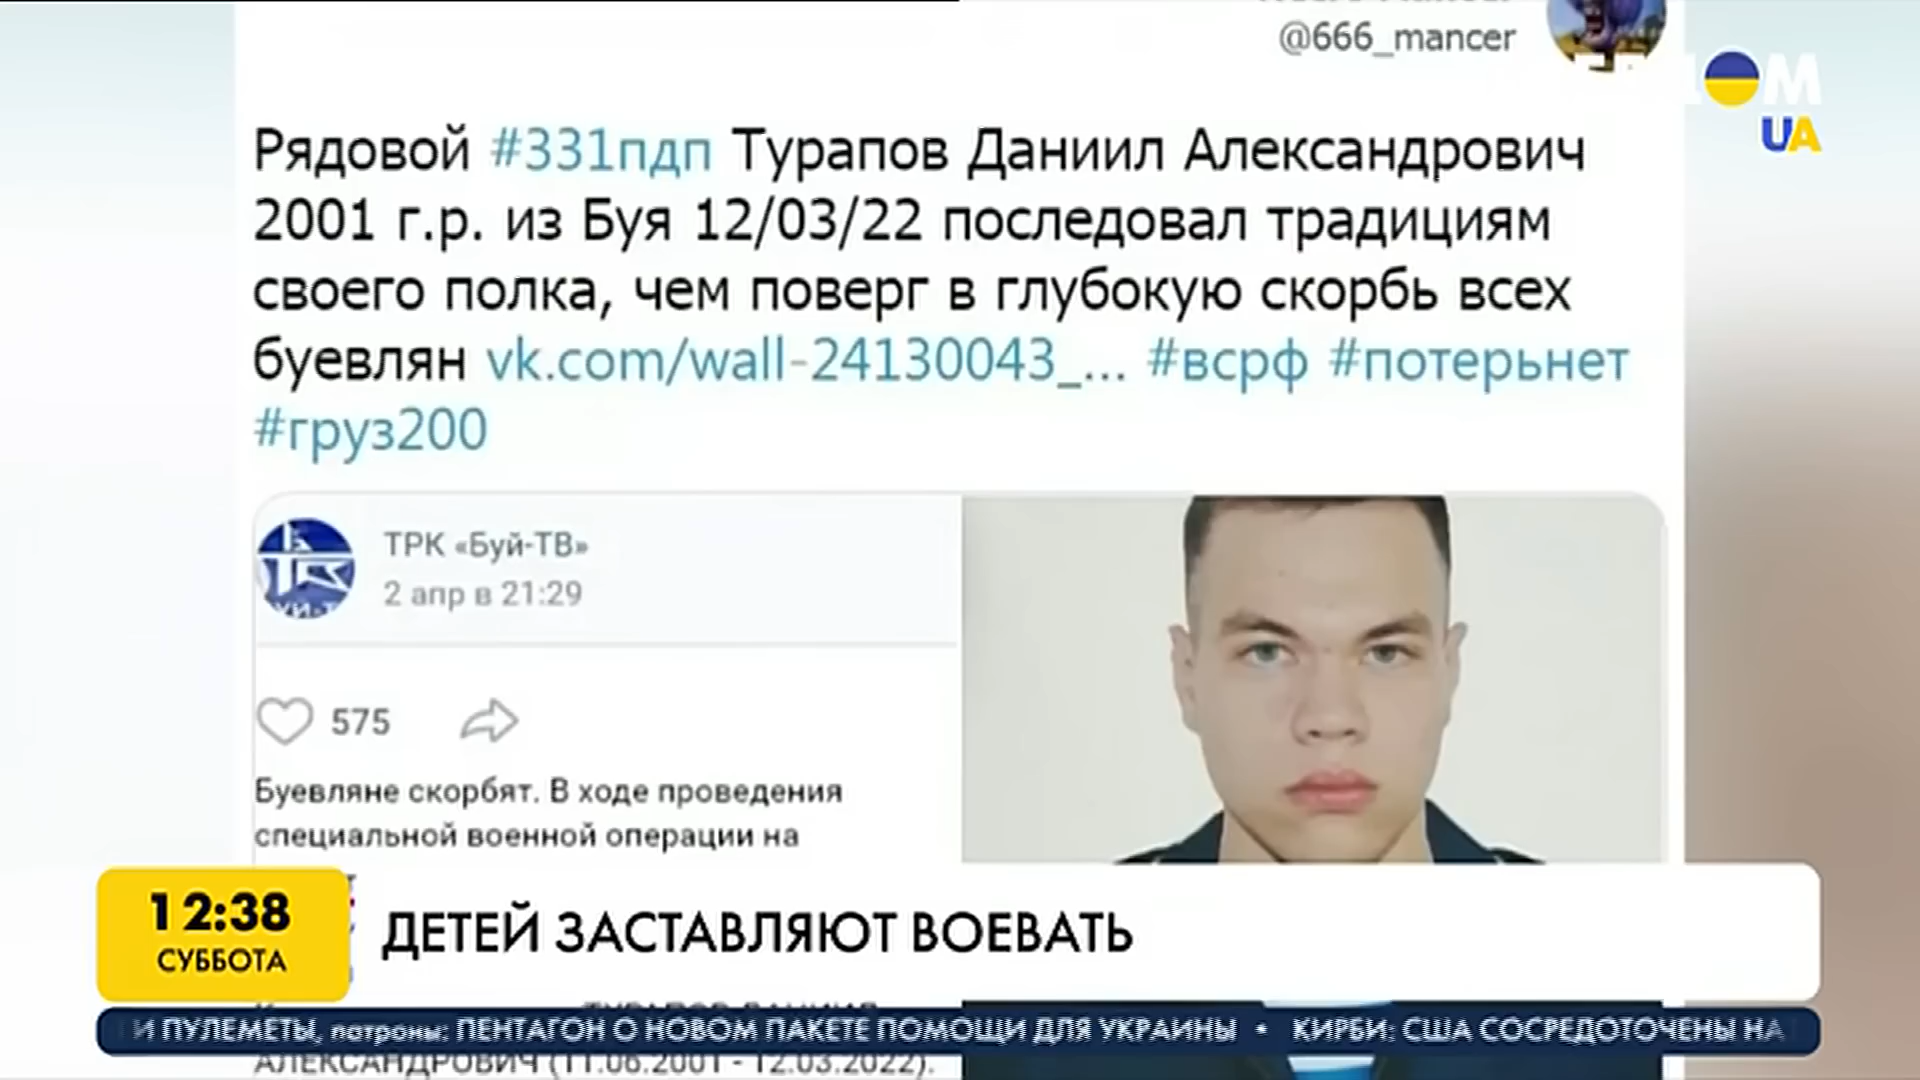 @666_mancer
ОМ
UA
Рядовой #331пдп Турапов Даниил Александрович
2001 г.р. из Буя 12/03/22 последовал традициям
своего полка, чем поверг в глубокую скорбь всех
буевлян vk.com/wall-24130043_... #всрф #потерьнет
#груз200
ТРК «Буй-ТВ»
2 апр в 21:29
575
Буевляне скорбят. В ходе проведения
специальной военной операции на
12:38
СУББОТА
ДЕТЕЙ ЗАСТАВЛЯЮТ ВОЕВАТЬ
ТУРАПОВ ДАНИИЛ
И ПУЛЕМЕТЫ, патроны: ПЕНТАГОН О НОВОМ ПАКЕТЕ ПОМОЩИ ДЛЯ УКРАИНЫ • КИРБИ: США СОСРЕДОТОЧЕНЫ НА
АЛЕКСАНДРОВИЧ (11.06.2001 - 12.03.2022).